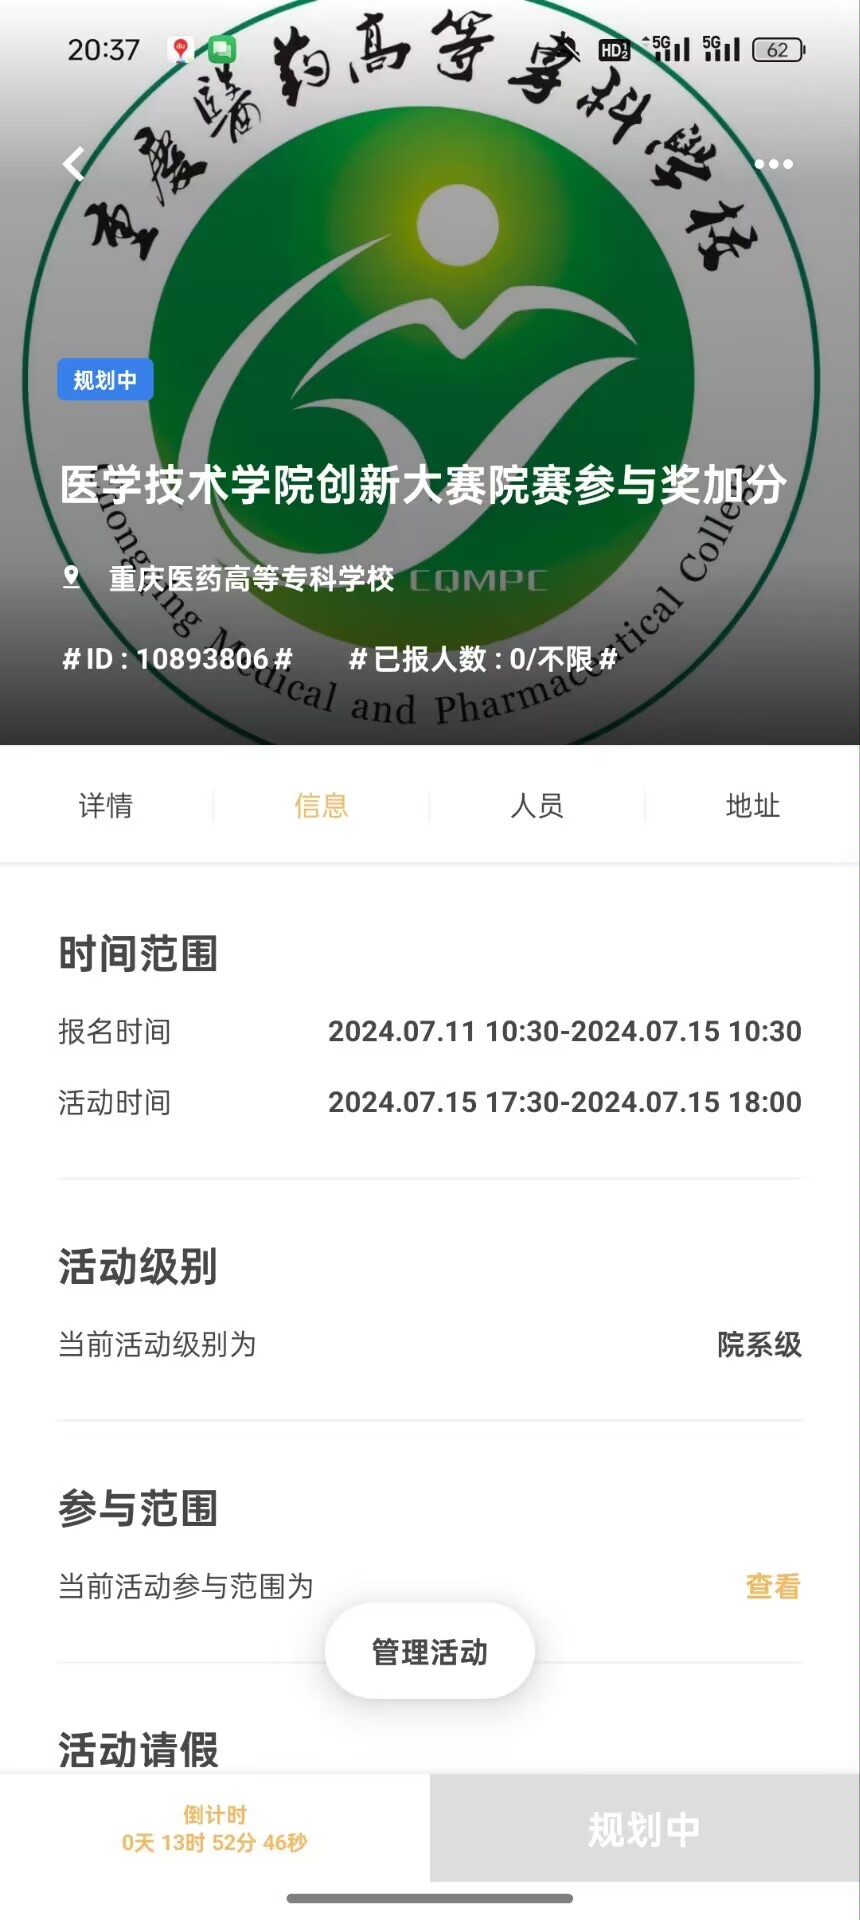 20:37
HD 5G 5G 62
重慶醫药高等專科学校
规划中
医学技术学院创新大赛院赛参与奖加分
重庆医药高等专科学校
CQMPC
#ID : 10893806#
#已报人数 : 0/不限#
Chongqing Medical and Pharmaceutical College
详情
信息
人员
地址
时间范围
报名时间 2024.07.11 10:30-2024.07.15 10:30
活动时间 2024.07.15 17:30-2024.07.15 18:00
活动级别
当前活动级别为 院系级
参与范围
当前活动参与范围为 查看
管理活动
活动请假
倒计时
0天 13时 52分 46秒
规划中